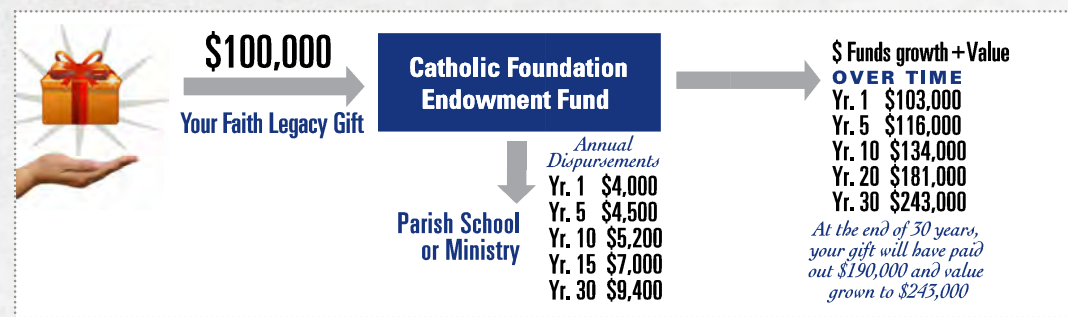 $100,000
Your Faith Legacy Gift
Catholic Foundation
Endowment Fund
Annual
Dispursements
Yr. 1 $4,000
Yr. 5 $4,500
Yr. 10 $5,200
Yr. 15 $7,000
Yr. 30 $9,400
Parish School
or Ministry
$ Funds growth + Value
OVER TIME
Yr. 1 $103,000
Yr. 5 $116,000
Yr. 10 $134,000
Yr. 20 $181,000
Yr. 30 $243,000
At the end of 30 years,
your gift will have paid
out $190,000 and value
grown to $243,000